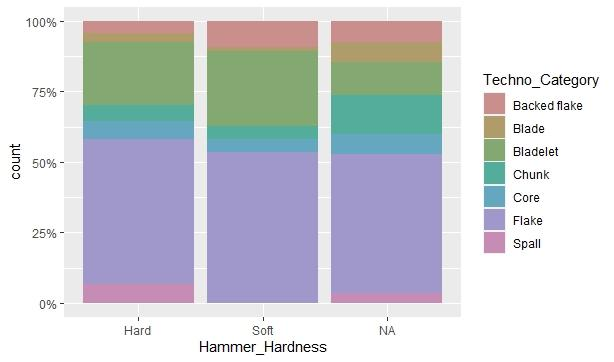 100%
75%
50%
25%
0%
count
Hard Soft NA
Hammer_Hardness
Techno_Category
Backed flake
Blade
Bladelet
Chunk
Core
Flake
Spall